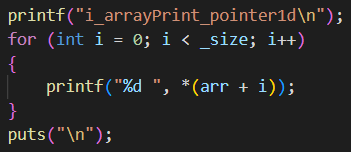 printf("i_arrayPrint_pointer1d\n");
for (int i = 0; i < _size; i++)
{
    printf("%d ", *(arr + i));
}
puts("\n");